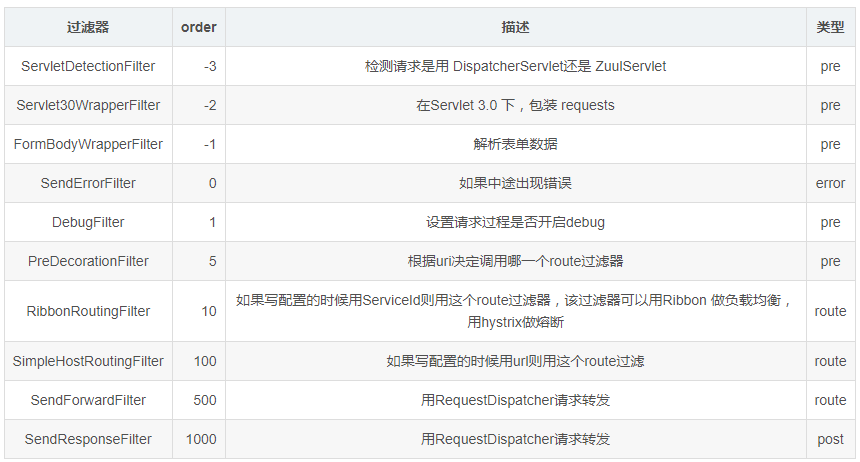 过滤器 order 描述 类型
ServletDetectionFilter -3 检测请求是用 DispatcherServlet还是 ZuulServlet pre
Servlet30WrapperFilter -2 在Servlet 3.0 下，包装 requests pre
FormBodyWrapperFilter -1 解析表单数据 pre
SendErrorFilter 0 如果中途出现错误 error
DebugFilter 1 设置请求过程是否开启debug pre
PreDecorationFilter 5 根据uri决定调用哪一个route过滤器 pre
RibbonRoutingFilter 10 如果写配置的时候用ServiceId则用这个route过滤器，该过滤器可以用Ribbon 做负载均衡，
用hystrix做熔断 route
SimpleHostRoutingFilter 100 如果写配置的时候用url则用这个route过滤 route
SendForwardFilter 500 用RequestDispatcher请求转发 route
SendResponseFilter 1000 用RequestDispatcher请求转发 post